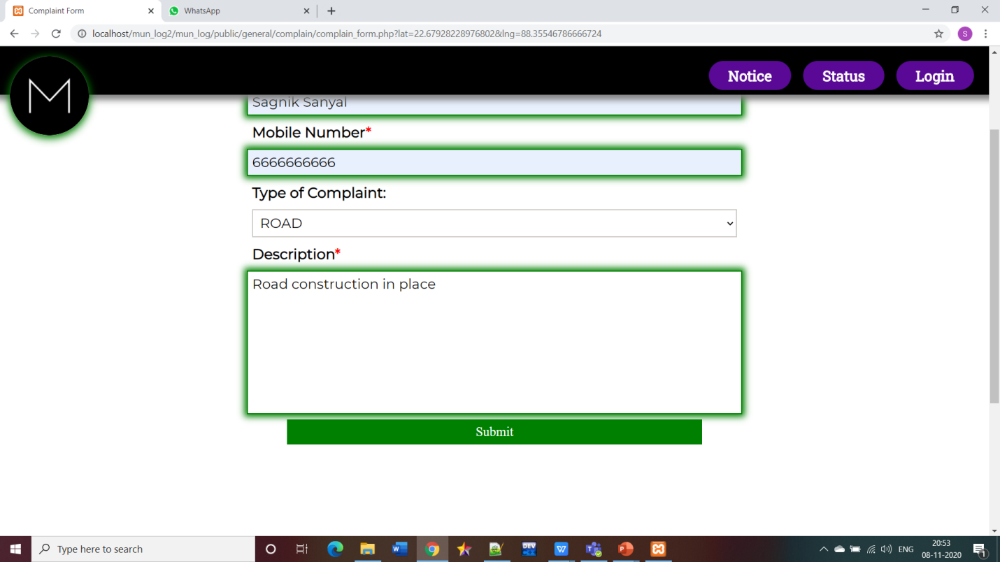 Complaint Form
WhatsApp
localhost/mun_log2/mun_log/public/general/complain/complain_form.php?lat=22.679282289768028&lng=88.35546786666724
S
M
Notice
Status
Login
Sagnik Sanyal
Mobile Number*
6666666666
Type of Complaint:
ROAD
Description*
Road construction in place
Submit
Type here to search
DEV
ENG
20:53
08-11-2020
1